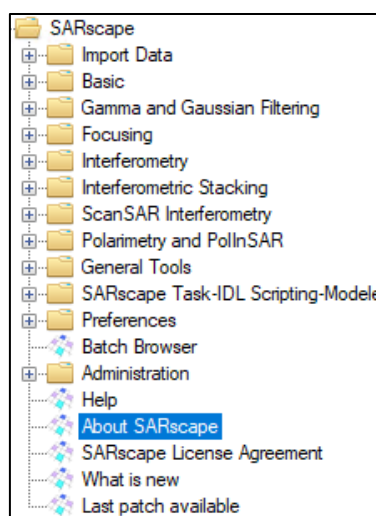 SARscape
Import Data
Basic
Gamma and Gaussian Filtering
Focusing
Interferometry
Interferometric Stacking
ScanSAR Interferometry
Polarimetry and PolInSAR
General Tools
SARscape Task-IDL Scripting-Modele
Preferences
Batch Browser
Administration
Help
About SARscape
SARscape License Agreement
What is new
Last patch available